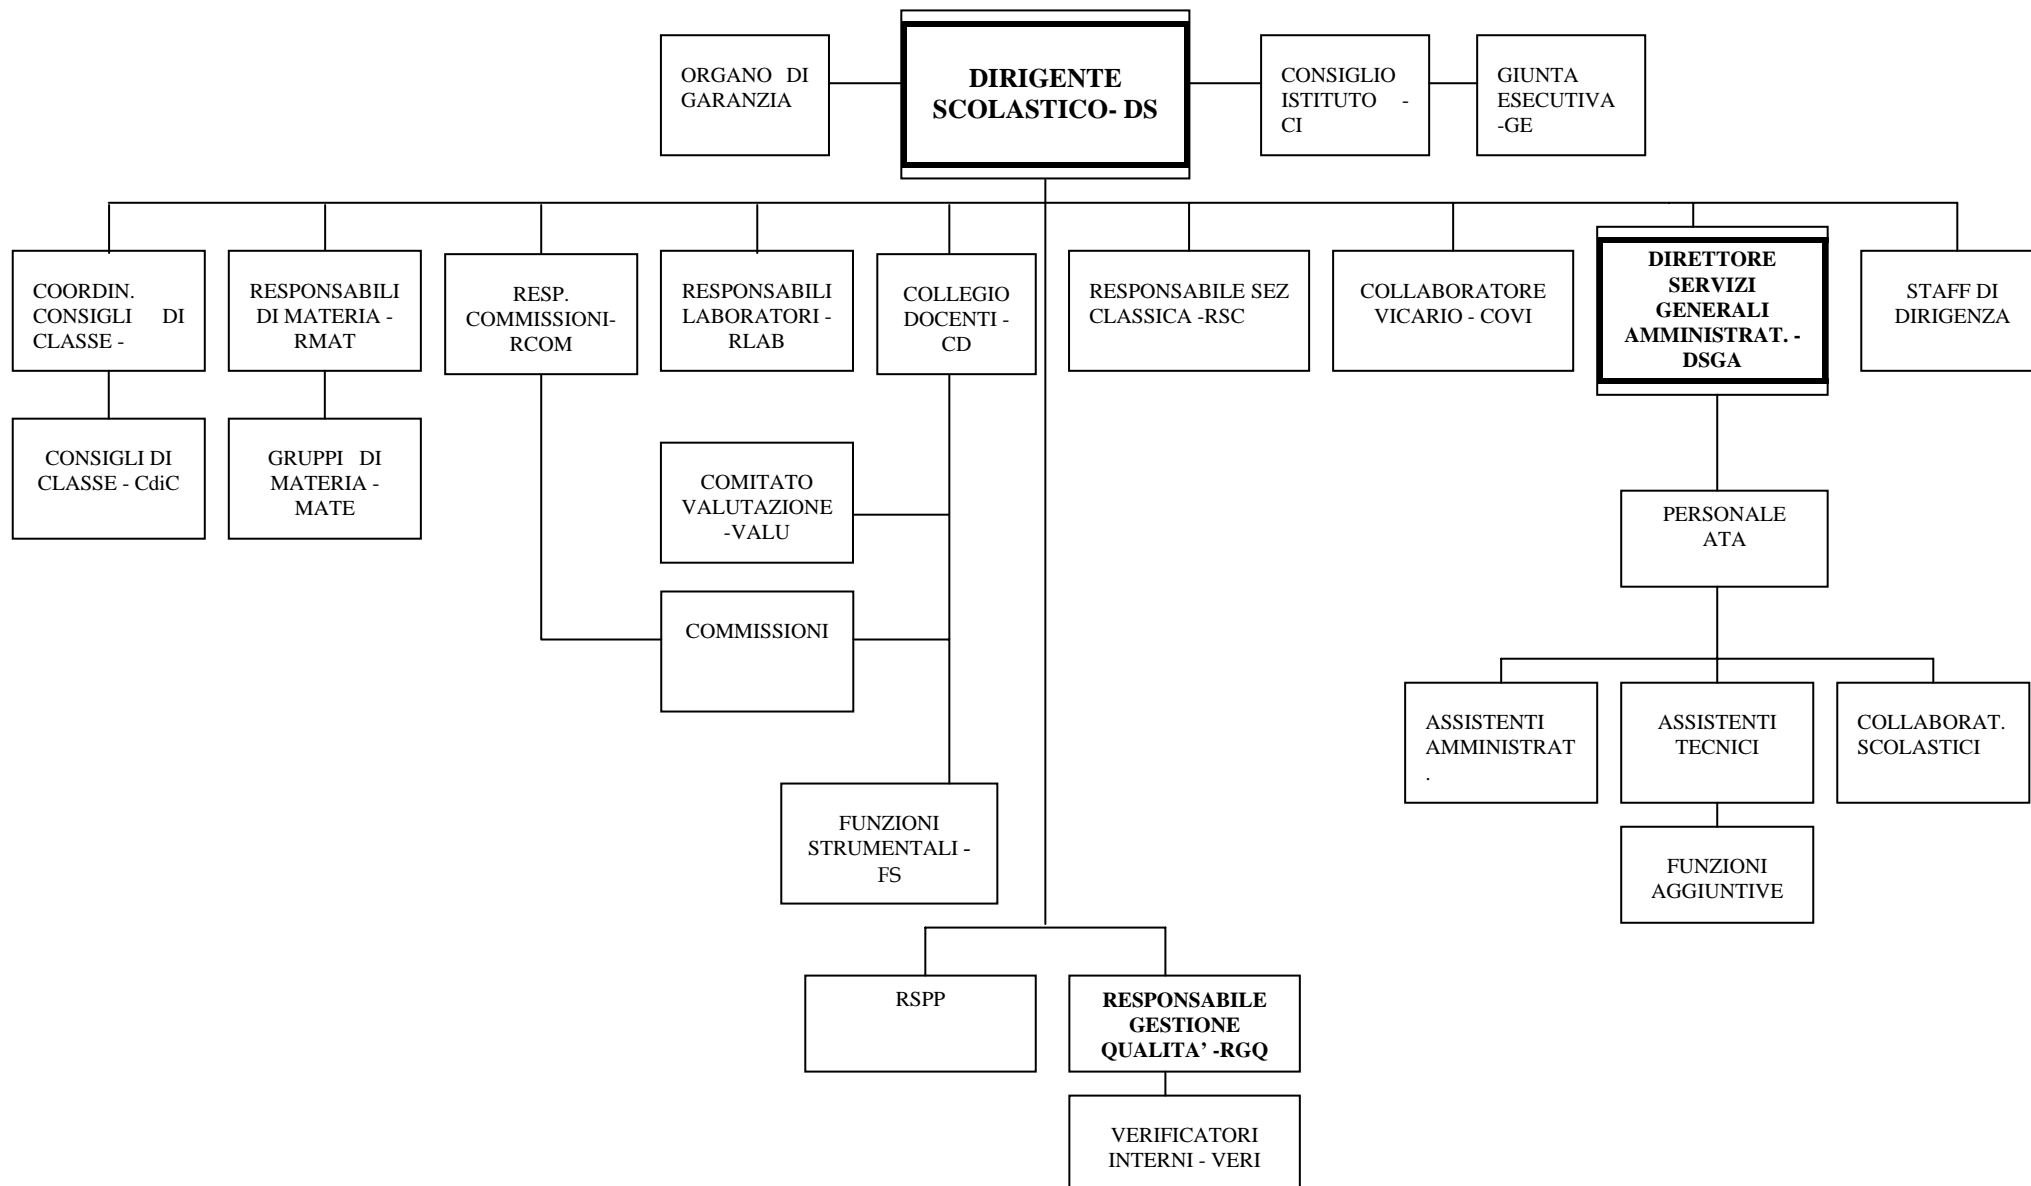 ORGANO DI
GARANZIA
DIRIGENTE
SCOLASTICO- DS
CONSIGLIO
ISTITUTO -
CI
GIUNTA
ESECUTIVA
-GE
COORDIN.
CONSIGLI DI
CLASSE -
RESPONSABILI
DI MATERIA -
RMAT
RESP.
COMMISSIONI-
RCOM
RESPONSABILI
LABORATORI -
RLAB
COLLEGIO
DOCENTI -
CD
RESPONSABILE SEZ
CLASSICA -RSC
COLLABORATORE
VICARIO - COVI
DIRETTORE
SERVIZI
GENERALI
AMMINISTRAT. -
DSGA
STAFF DI
DIRIGENZA
CONSIGLI DI
CLASSE - CdiC
GRUPPI DI
MATERIA -
MATE
COMITATO
VALUTAZIONE
-VALU
PERSONALE
ATA
COMMISSIONI
ASSISTENTI
AMMINISTRAT
.
ASSISTENTI
TECNICI
COLLABORAT.
SCOLASTICI
FUNZIONI
STRUMENTALI -
FS
FUNZIONI
AGGIUNTIVE
RSPP
RESPONSABILE
GESTIONE
QUALITA’ -RGQ
VERIFICATORI
INTERNI - VERI